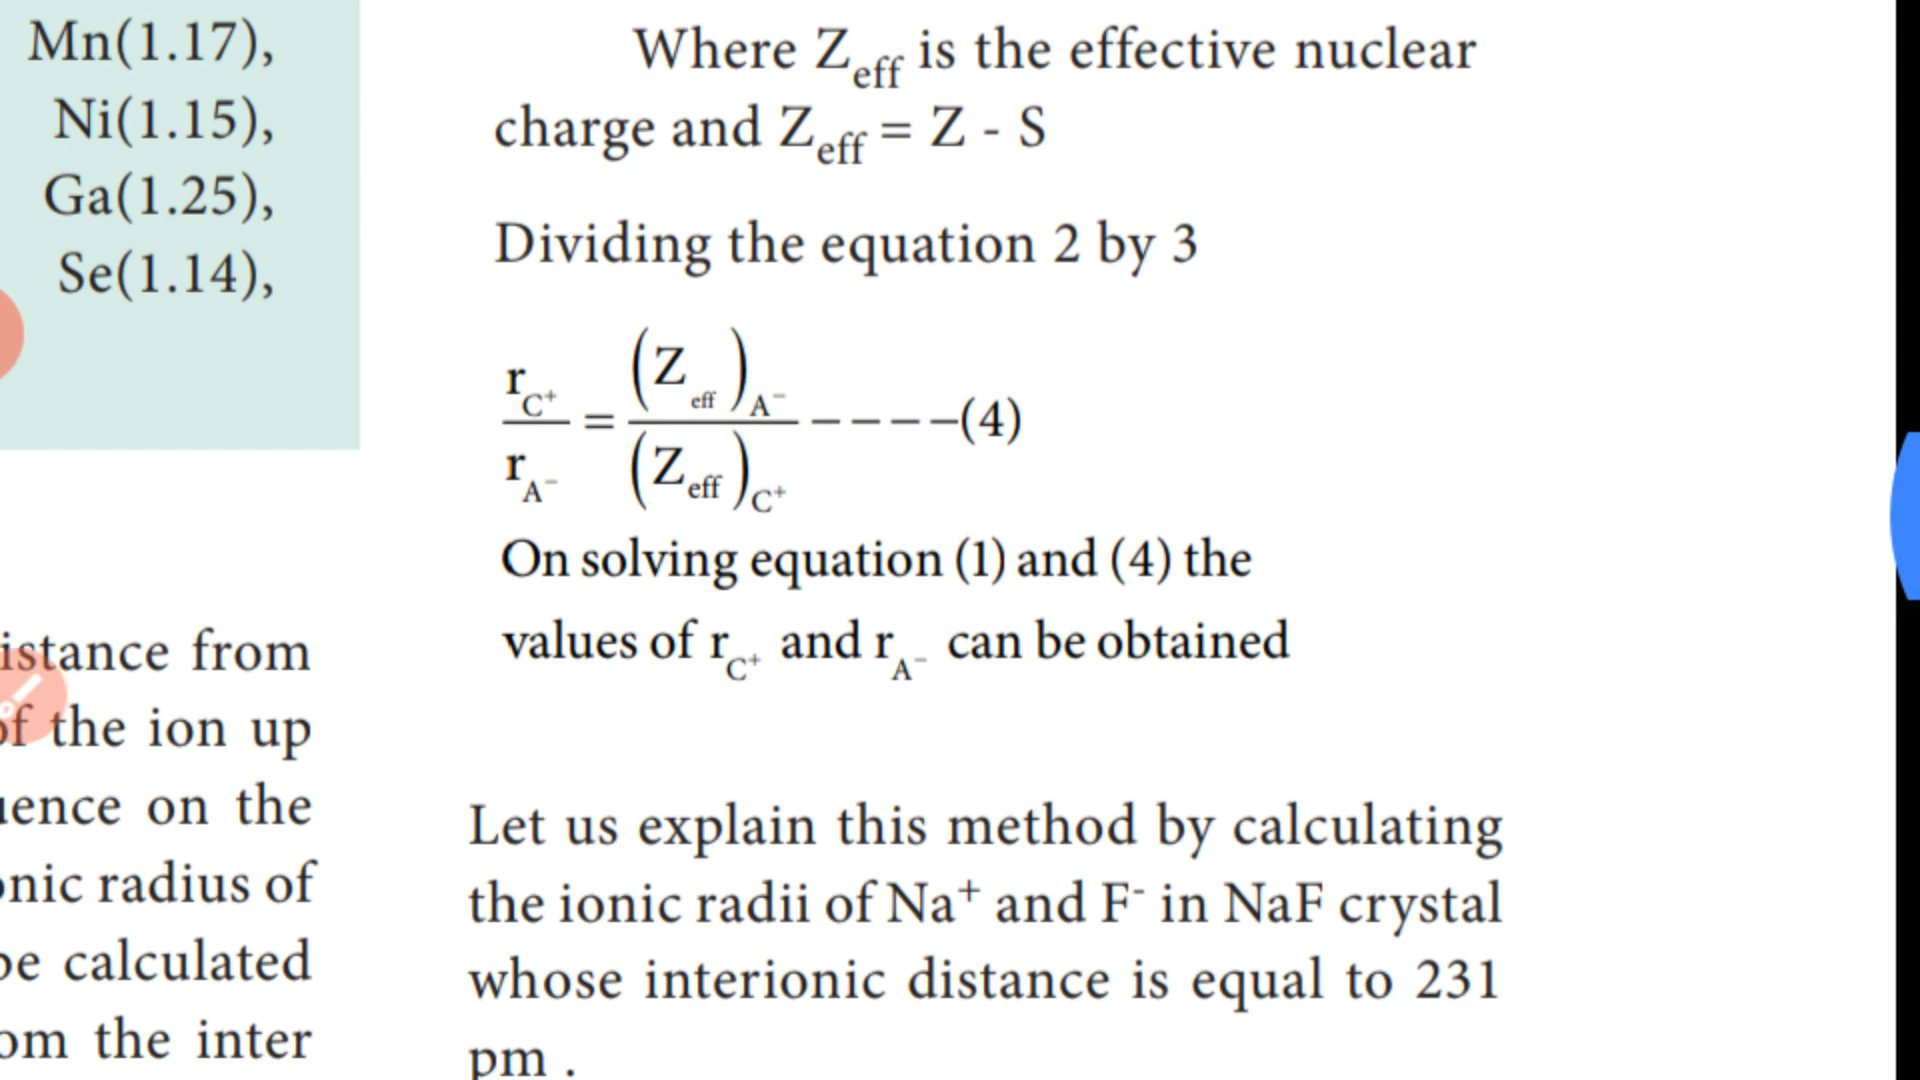 Mn(1.17),
Ni(1.15),
Ga(1.25),
Se(1.14),
from
the ion up
on the
radius of
calculated
the inter
Where Z_eff is the effective nuclear
charge and Z_eff = Z - S
Dividing the equation 2 by 3
r_C⁺ / r_A⁻ = (Z_eff)_A⁻ / (Z_eff)_C⁺ − − − − −(4)
On solving equation (1) and (4) the
values of r_C⁺ and r_A⁻ can be obtained
Let us explain this method by calculating
the ionic radii of Na⁺ and F⁻ in NaF crystal
whose interionic distance is equal to 231
pm .